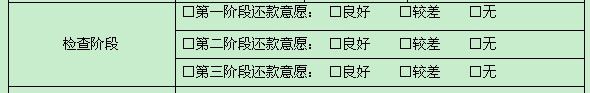 □第一阶段还款意愿： □良好 □较差 □无
检查阶段
□第二阶段还款意愿： □良好 □较差 □无
□第三阶段还款意愿： □良好 □较差 □无